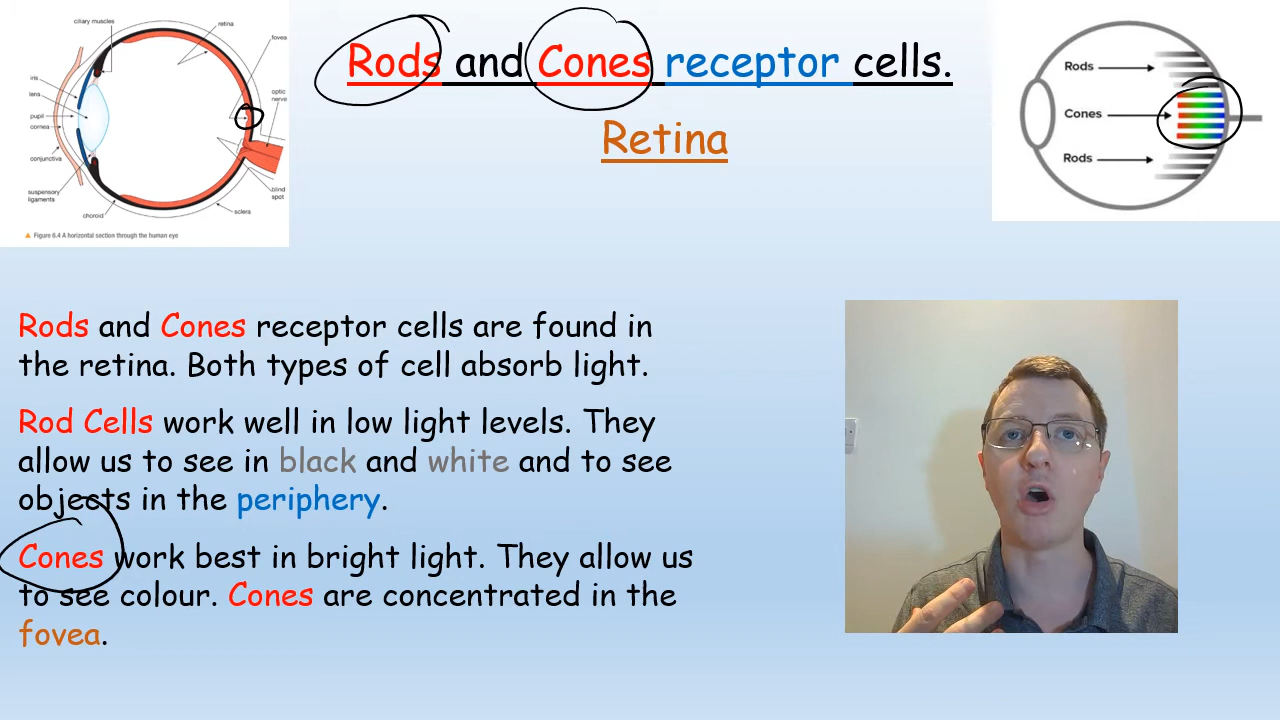 Rods and Cones receptor cells.
Retina
ciliary muscles
retina
fovea
iris
lens
optic
nerve
pupil
cornea
conjunctiva
suspensory
ligaments
blind
spot
choroid
sclera
Figure 6.4 A horizontal section through the human eye
Rods
Cones
Rods
Rods and Cones receptor cells are found in
the retina. Both types of cell absorb light.
Rod Cells work well in low light levels. They
allow us to see in black and white and to see
objects in the periphery.
Cones work best in bright light. They allow us
to see colour. Cones are concentrated in the
fovea.